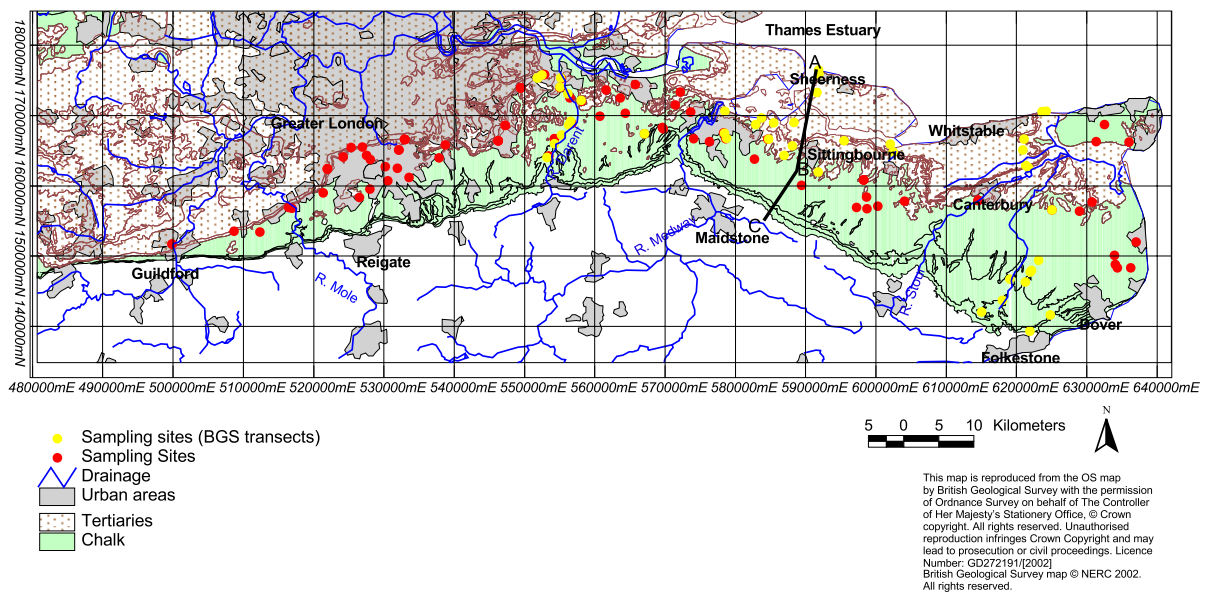 Thames Estuary
A
Sheerness
Greater London
Whitstable
Sittingbourne
B
Canterbury
C
Maidstone
R. Medway
Guildford
Reigate
R. Mole
R. Stour
Dover
Folkestone
180000mN
170000mN
160000mN
150000mN
140000mN
480000mE 490000mE 500000mE 510000mE 520000mE 530000mE 540000mE 550000mE 560000mE 570000mE 580000mE 590000mE 600000mE 610000mE 620000mE 630000mE 640000mE
Sampling sites (BGS transects)
Sampling Sites
Drainage
Urban areas
Tertiaries
Chalk
5 0 5 10 Kilometers
N
This map is reproduced from the OS map
by British Geological Survey with the permission
of Ordnance Survey on behalf of The Controller
of Her Majesty's Stationery Office, © Crown
copyright. All rights reserved. Unauthorised
reproduction infringes Crown Copyright and may
lead to prosecution or civil proceedings. Licence
Number: GD272191/[2002]
British Geological Survey map © NERC 2002.
All rights reserved.